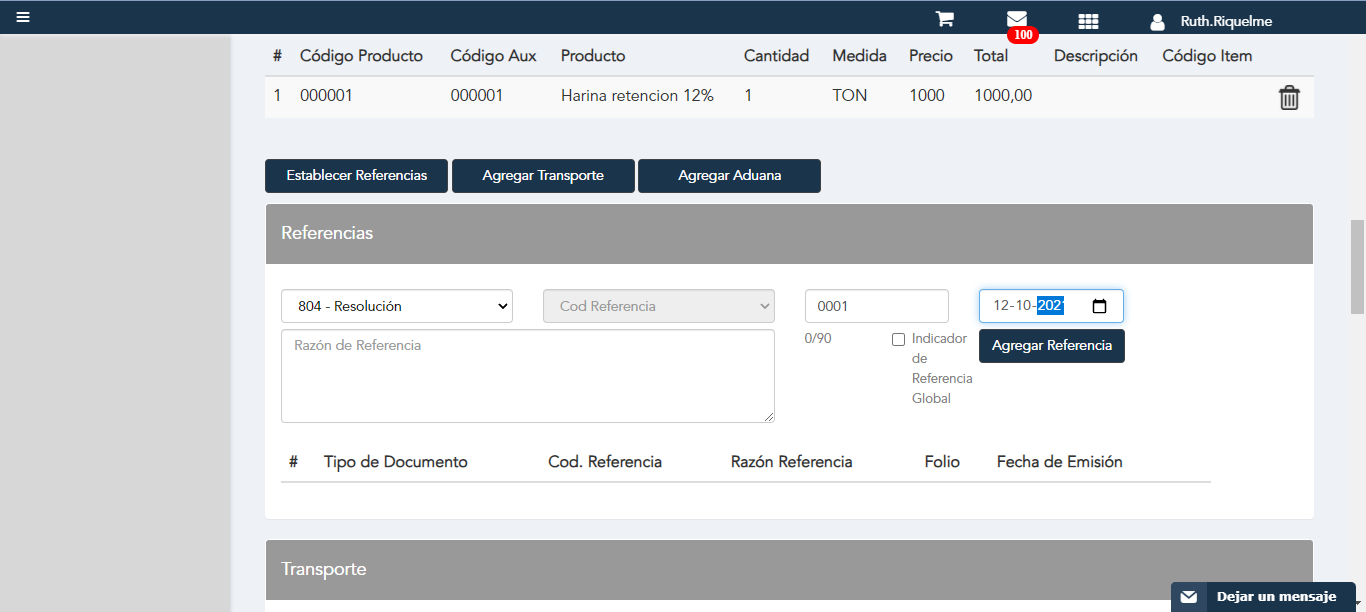 Ruth.Riquelme
100
# Código Producto Código Aux Producto Cantidad Medida Precio Total Descripción Código Item
1 000001 000001 Harina retencion 12% 1 TON 1000 1000,00
Establecer Referencias Agregar Transporte Agregar Aduana
Referencias
804 - Resolución Cod Referencia 0001 12-10-2021
Razón de Referencia
0/90
Indicador
de
Referencia
Global
Agregar Referencia
# Tipo de Documento Cod. Referencia Razón Referencia Folio Fecha de Emisión
Transporte
Dejar un mensaje